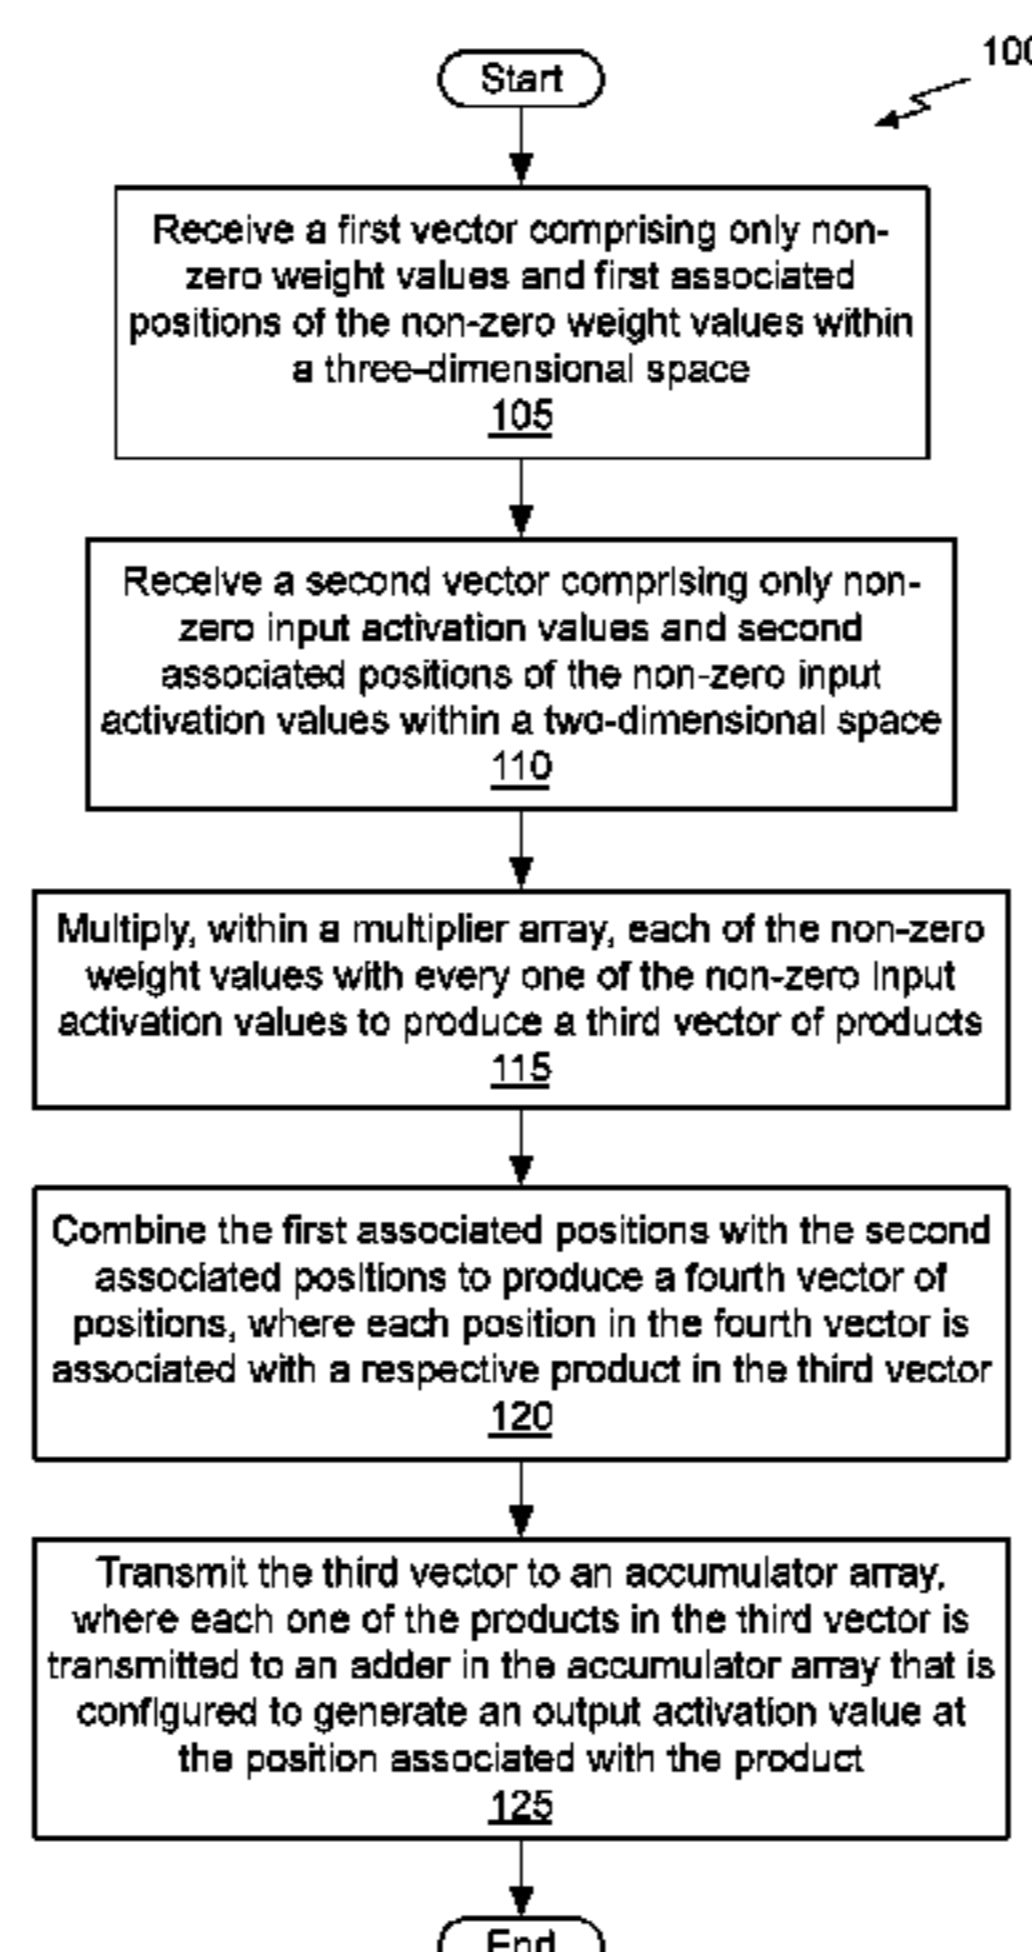 100
Start
Receive a first vector comprising only non-
zero weight values and first associated
positions of the non-zero weight values within
a three-dimensional space
105
Receive a second vector comprising only non-
zero input activation values and second
associated positions of the non-zero input
activation values within a two-dimensional space
110
Multiply, within a multiplier array, each of the non-zero
weight values with every one of the non-zero input
activation values to produce a third vector of products
115
Combine the first associated positions with the second
associated positions to produce a fourth vector of
positions, where each position in the fourth vector is
associated with a respective product in the third vector
120
Transmit the third vector to an accumulator array,
where each one of the products in the third vector is
transmitted to an adder in the accumulator array that is
configured to generate an output activation value at
the position associated with the product
125
End